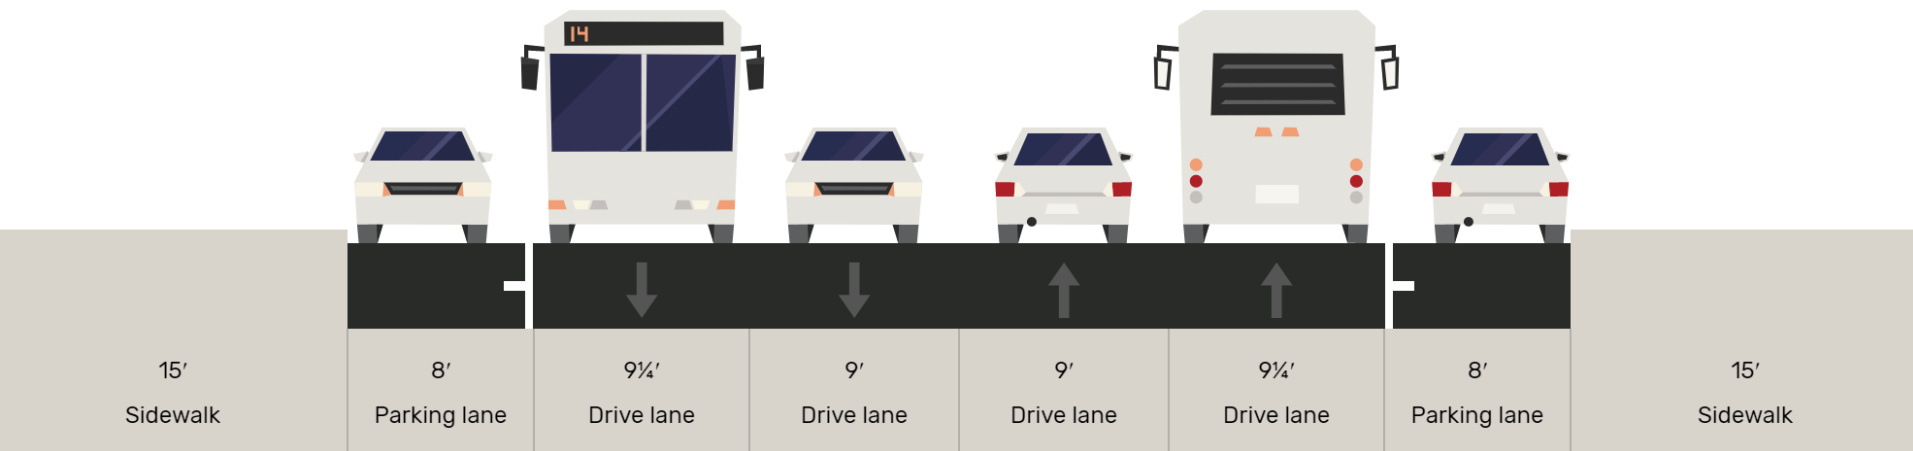 14
15′ 8′ 9¼′ 9′ 9′ 9¼′ 8′ 15′
Sidewalk Parking lane Drive lane Drive lane Drive lane Drive lane Parking lane Sidewalk